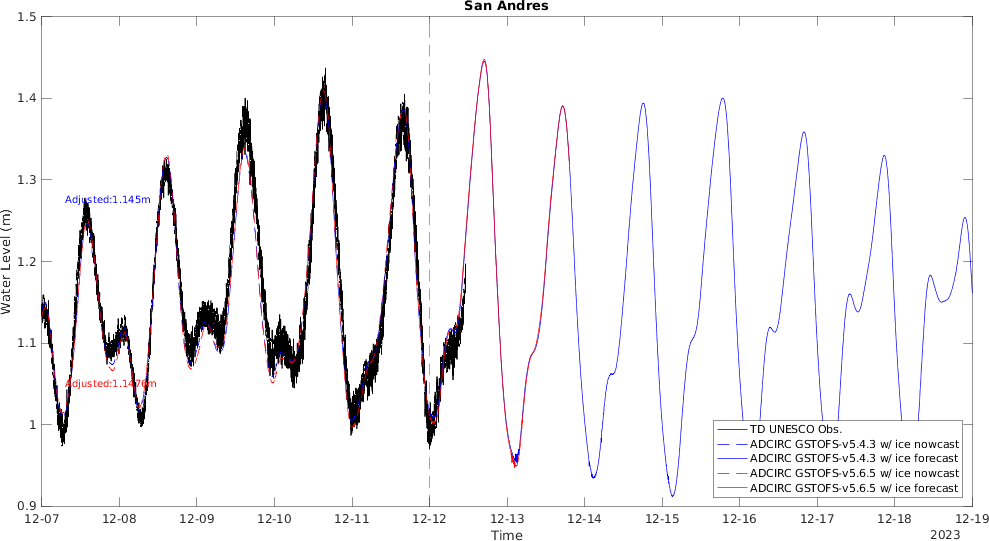 San Andres
1.5
1.4
1.3
1.2
1.1
1
0.9
Water Level (m)
Adjusted:1.145m
Adjusted:1.1476m
TD UNESCO Obs.
ADCIRC GSTOFS-v5.4.3 w/ ice nowcast
ADCIRC GSTOFS-v5.4.3 w/ ice forecast
ADCIRC GSTOFS-v5.6.5 w/ ice nowcast
ADCIRC GSTOFS-v5.6.5 w/ ice forecast
12-07 12-08 12-09 12-10 12-11 12-12 12-13 12-14 12-15 12-16 12-17 12-18 12-19
Time
2023